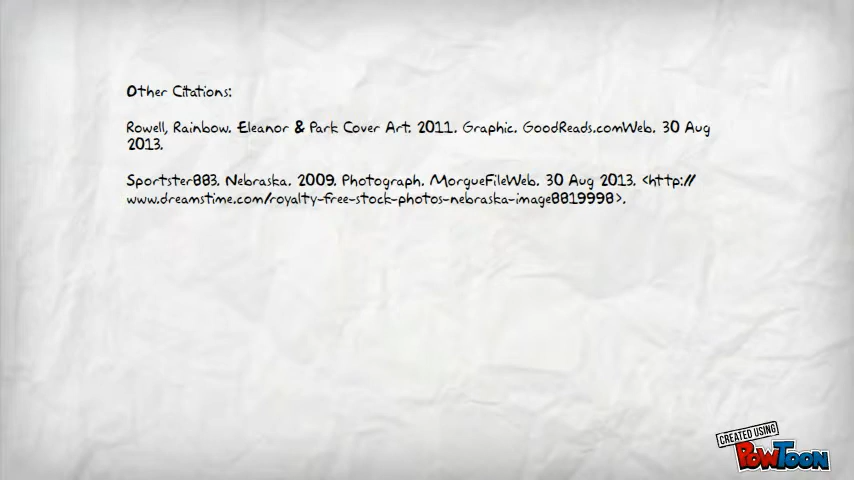 Other Citations:
Rowell, Rainbow. Eleanor & Park Cover Art. 2011. Graphic. GoodReads.comWeb. 30 Aug
2013.
Sportster883. Nebraska. 2009. Photograph. MorgueFileWeb. 30 Aug 2013. <http://
www.dreamstime.com/royalty-free-stock-photos-nebraska-image8819998>.
CREATED USING
POWTOON